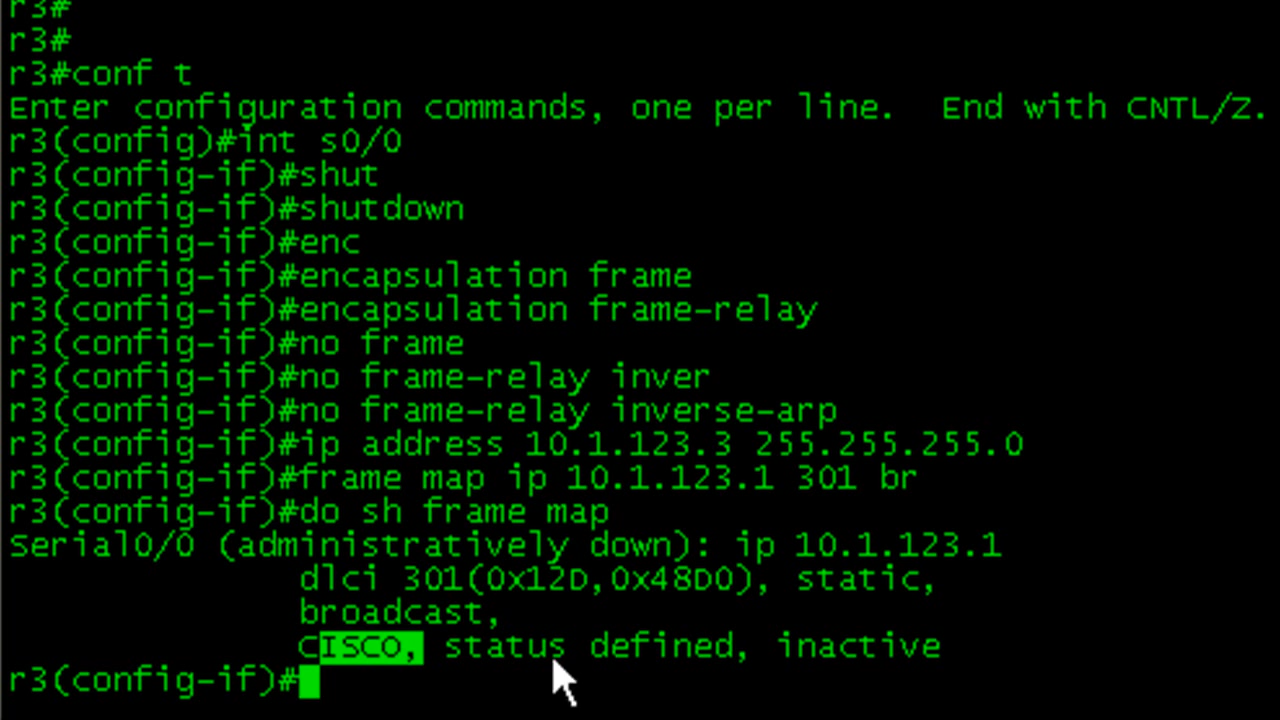 r3#
r3#
r3#conf t
Enter configuration commands, one per line.  End with CNTL/Z.
r3(config)#int s0/0
r3(config-if)#shut
r3(config-if)#shutdown
r3(config-if)#enc
r3(config-if)#encapsulation frame
r3(config-if)#encapsulation frame-relay
r3(config-if)#no frame
r3(config-if)#no frame-relay inver
r3(config-if)#no frame-relay inverse-arp
r3(config-if)#ip address 10.1.123.3 255.255.255.0
r3(config-if)#frame map ip 10.1.123.1 301 br
r3(config-if)#do sh frame map
Serial0/0 (administratively down): ip 10.1.123.1
              dlci 301(0x12D,0x48D0), static,
              broadcast,
              CISCO, status defined, inactive
r3(config-if)#